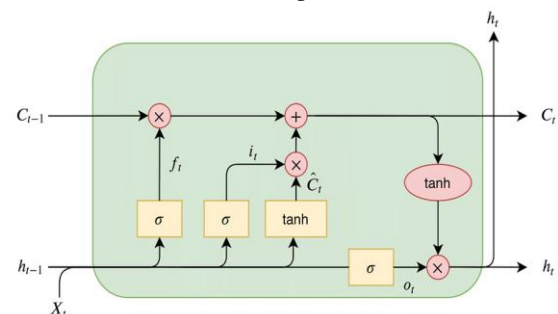 h_t
C_{t-1}
×
+
C_t
i_t
f_t
×
Ĉ_t
tanh
σ
σ
tanh
h_{t-1}
σ
o_t
×
h_t
X_t